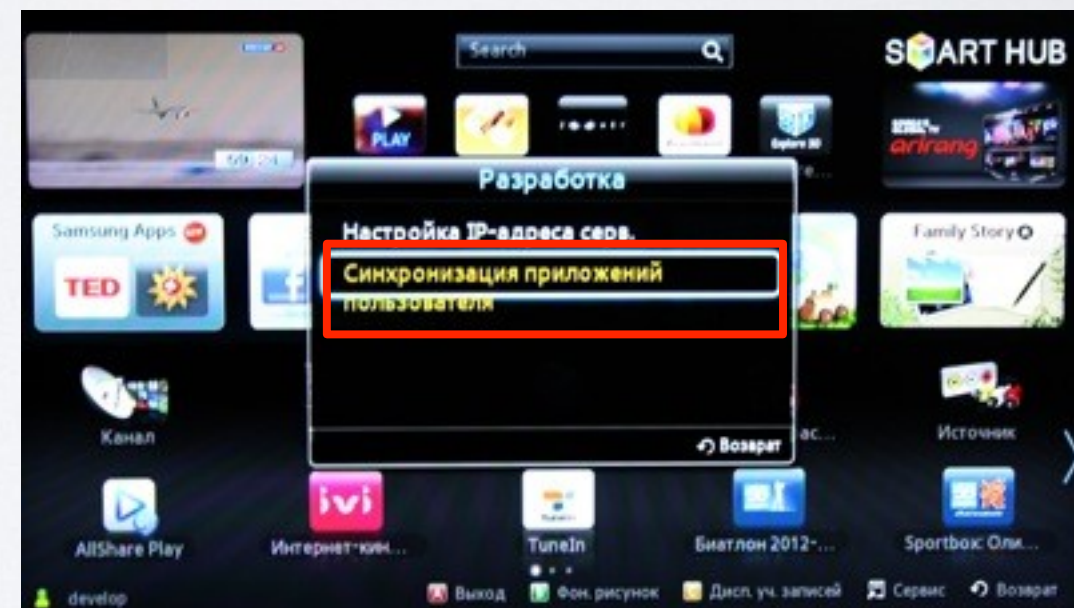 Search
SMART HUB
PLAY
Explore 3D
arirang
Разработка
Настройка IP-адреса серв.
Синхронизация приложений
пользователя
Возврат
Samsung Apps
TED
Family Story
Канал
Источник
ivi
AllShare Play
Интернет-кин...
TuneIn
Биатлон 2012-...
Sportbox: Оли...
develop
Выход
Фон. рисунок
Дисп. уч. записей
Сервис
Возврат